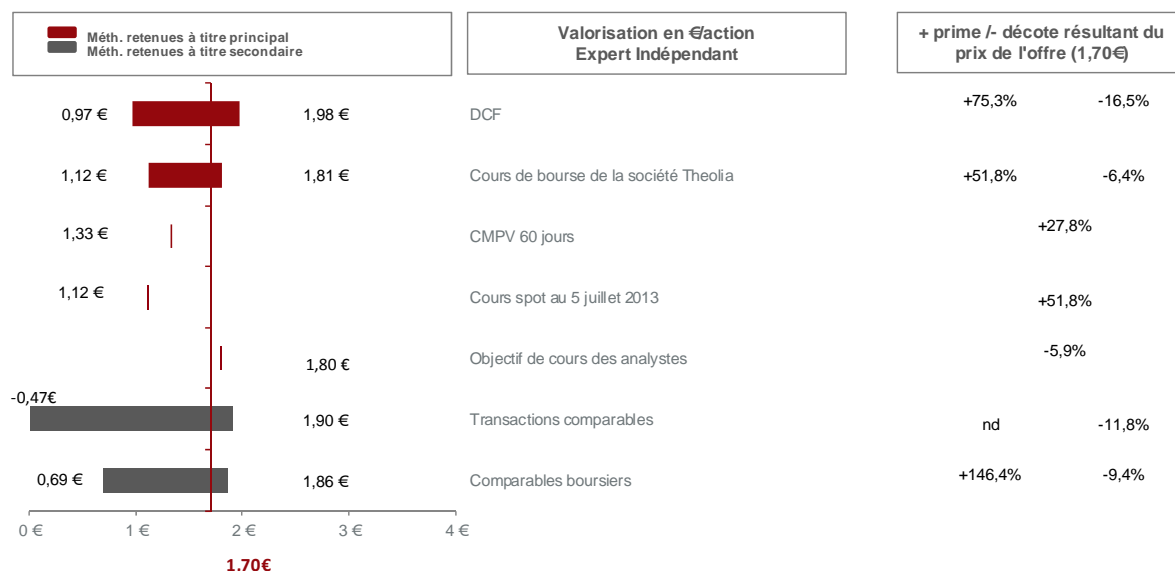 Méth. retenues à titre principal
Méth. retenues à titre secondaire
Valorisation en €/action
Expert Indépendant
+ prime /- décote résultant du
prix de l'offre (1,70€)
0,97 € 1,98 € DCF +75,3% -16,5%
1,12 € 1,81 € Cours de bourse de la société Theolia +51,8% -6,4%
1,33 € CMPV 60 jours +27,8%
1,12 € Cours spot au 5 juillet 2013 +51,8%
1,80 € Objectif de cours des analystes -5,9%
-0,47€ 1,90 € Transactions comparables nd -11,8%
0,69 € 1,86 € Comparables boursiers +146,4% -9,4%
0 € 1 € 2 € 3 € 4 €
1.70€